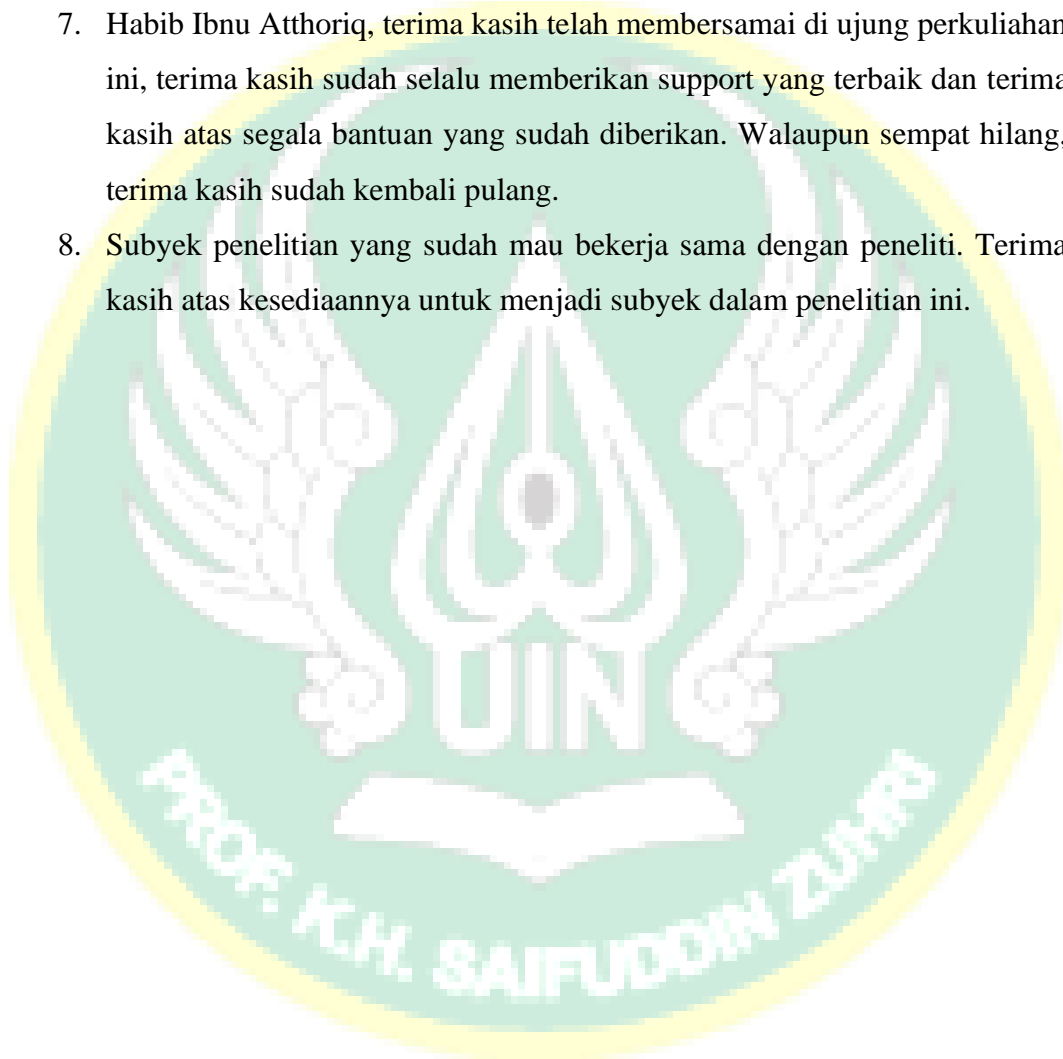 7. Habib Ibnu Atthoriq, terima kasih telah membersamai di ujung perkuliahan
ini, terima kasih sudah selalu memberikan support yang terbaik dan terima
kasih atas segala bantuan yang sudah diberikan. Walaupun sempat hilang,
terima kasih sudah kembali pulang.
8. Subyek penelitian yang sudah mau bekerja sama dengan peneliti. Terima
kasih atas kesediaannya untuk menjadi subyek dalam penelitian ini.
UIN
PROF. K.H. SAIFUDDIN ZUHRI